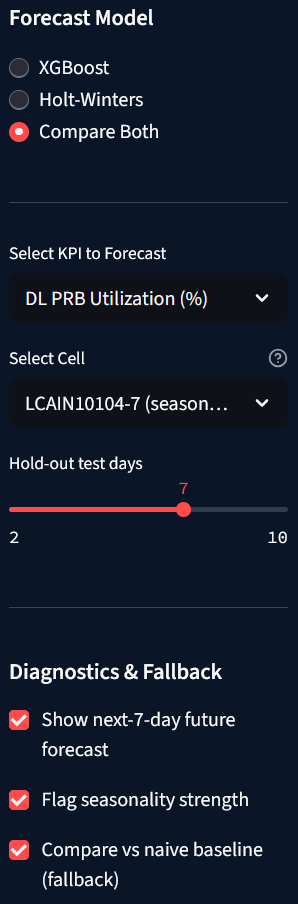 Forecast Model
XGBoost
Holt-Winters
Compare Both
Select KPI to Forecast
DL PRB Utilization (%)
Select Cell
?
LCAIN10104-7 (season...
Hold-out test days
7
2
10
Diagnostics & Fallback
Show next-7-day future
forecast
Flag seasonality strength
Compare vs naive baseline
(fallback)